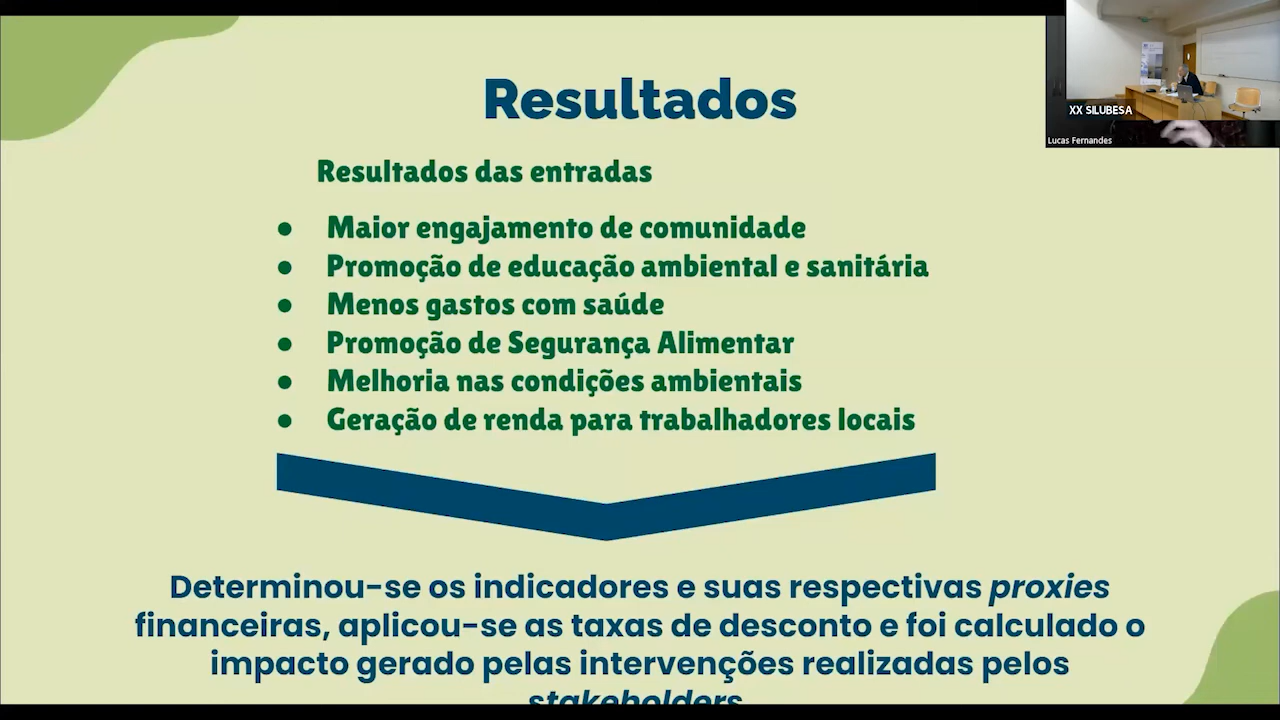 Resultados
XX SILUBESA
Lucas Fernandes
Resultados das entradas
● Maior engajamento de comunidade
● Promoção de educação ambiental e sanitária
● Menos gastos com saúde
● Promoção de Segurança Alimentar
● Melhoria nas condições ambientais
● Geração de renda para trabalhadores locais
Determinou-se os indicadores e suas respectivas proxies
financeiras, aplicou-se as taxas de desconto e foi calculado o
impacto gerado pelas intervenções realizadas pelos
stakeholders